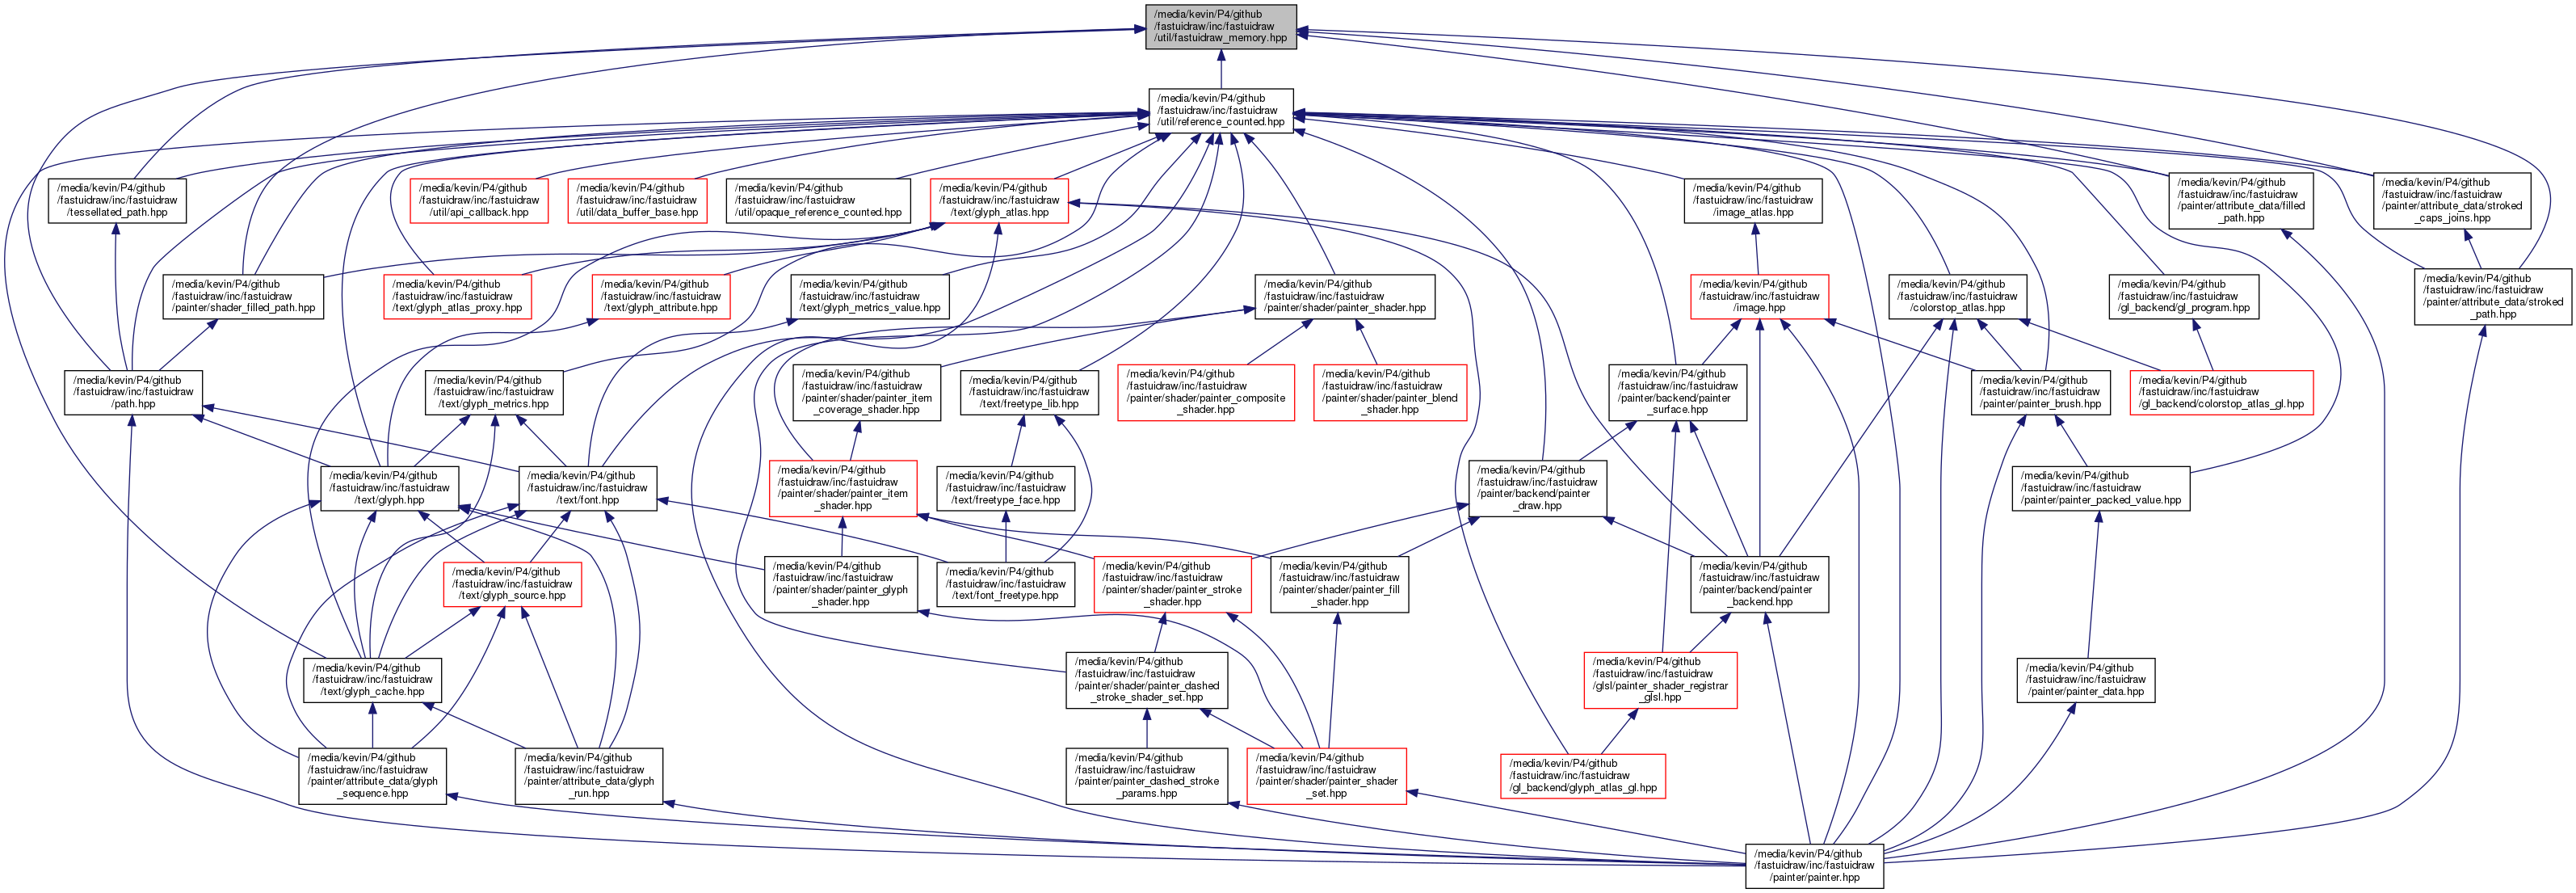 /media/kevin/P4/github
fastuidraw/inc/fastuidraw
/util/fastuidraw_memory.hpp
/media/kevin/P4/github
fastuidraw/inc/fastuidraw
/util/reference_counted.hpp
/media/kevin/P4/github
/fastuidraw/inc/fastuidraw
/tessellated_path.hpp
/media/kevin/P4/github
/fastuidraw/inc/fastuidraw
/util/api_callback.hpp
/media/kevin/P4/github
/fastuidraw/inc/fastuidraw
/util/data_buffer_base.hpp
/media/kevin/P4/github
/fastuidraw/inc/fastuidraw
/util/opaque_reference_counted.hpp
/media/kevin/P4/github
/fastuidraw/inc/fastuidraw
/text/glyph_atlas.hpp
/media/kevin/P4/github
/fastuidraw/inc/fastuidraw
/image_atlas.hpp
/media/kevin/P4/github
/fastuidraw/inc/fastuidraw
/painter/attribute_data/filled
_path.hpp
/media/kevin/P4/github
/fastuidraw/inc/fastuidraw
/painter/attribute_data/stroked
_caps_joins.hpp
/media/kevin/P4/github
/fastuidraw/inc/fastuidraw
/painter/shader_filled_path.hpp
/media/kevin/P4/github
/fastuidraw/inc/fastuidraw
/text/glyph_atlas_proxy.hpp
/media/kevin/P4/github
/fastuidraw/inc/fastuidraw
/text/glyph_attribute.hpp
/media/kevin/P4/github
/fastuidraw/inc/fastuidraw
/text/glyph_metrics_value.hpp
/media/kevin/P4/github
/fastuidraw/inc/fastuidraw
/painter/shader/painter_shader.hpp
/media/kevin/P4/github
/fastuidraw/inc/fastuidraw
/image.hpp
/media/kevin/P4/github
/fastuidraw/inc/fastuidraw
/colorstop_atlas.hpp
/media/kevin/P4/github
/fastuidraw/inc/fastuidraw
/gl_backend/gl_program.hpp
/media/kevin/P4/github
/fastuidraw/inc/fastuidraw
/painter/attribute_data/stroked
_path.hpp
/media/kevin/P4/github
/fastuidraw/inc/fastuidraw
/path.hpp
/media/kevin/P4/github
/fastuidraw/inc/fastuidraw
/text/glyph_metrics.hpp
/media/kevin/P4/github
/fastuidraw/inc/fastuidraw
/painter/shader/painter_item
_coverage_shader.hpp
/media/kevin/P4/github
/fastuidraw/inc/fastuidraw
/text/freetype_lib.hpp
/media/kevin/P4/github
/fastuidraw/inc/fastuidraw
/painter/shader/painter_composite
_shader.hpp
/media/kevin/P4/github
/fastuidraw/inc/fastuidraw
/painter/shader/painter_blend
_shader.hpp
/media/kevin/P4/github
/fastuidraw/inc/fastuidraw
/painter/backend/painter
_surface.hpp
/media/kevin/P4/github
/fastuidraw/inc/fastuidraw
/painter/painter_brush.hpp
/media/kevin/P4/github
/fastuidraw/inc/fastuidraw
/gl_backend/colorstop_atlas_gl.hpp
/media/kevin/P4/github
/fastuidraw/inc/fastuidraw
/text/glyph.hpp
/media/kevin/P4/github
/fastuidraw/inc/fastuidraw
/text/font.hpp
/media/kevin/P4/github
/fastuidraw/inc/fastuidraw
/painter/shader/painter_item
_shader.hpp
/media/kevin/P4/github
/fastuidraw/inc/fastuidraw
/text/freetype_face.hpp
/media/kevin/P4/github
/fastuidraw/inc/fastuidraw
/painter/backend/painter
_draw.hpp
/media/kevin/P4/github
/fastuidraw/inc/fastuidraw
/painter/painter_packed_value.hpp
/media/kevin/P4/github
/fastuidraw/inc/fastuidraw
/text/glyph_source.hpp
/media/kevin/P4/github
/fastuidraw/inc/fastuidraw
/painter/shader/painter_glyph
_shader.hpp
/media/kevin/P4/github
/fastuidraw/inc/fastuidraw
/text/font_freetype.hpp
/media/kevin/P4/github
/fastuidraw/inc/fastuidraw
/painter/shader/painter_stroke
_shader.hpp
/media/kevin/P4/github
/fastuidraw/inc/fastuidraw
/painter/shader/painter_fill
_shader.hpp
/media/kevin/P4/github
/fastuidraw/inc/fastuidraw
/painter/backend/painter
_backend.hpp
/media/kevin/P4/github
/fastuidraw/inc/fastuidraw
/text/glyph_cache.hpp
/media/kevin/P4/github
/fastuidraw/inc/fastuidraw
/painter/shader/painter_dashed
_stroke_shader_set.hpp
/media/kevin/P4/github
/fastuidraw/inc/fastuidraw
/glsl/painter_shader_registrar
_glsl.hpp
/media/kevin/P4/github
/fastuidraw/inc/fastuidraw
/painter/painter_data.hpp
/media/kevin/P4/github
/fastuidraw/inc/fastuidraw
/painter/attribute_data/glyph
_sequence.hpp
/media/kevin/P4/github
/fastuidraw/inc/fastuidraw
/painter/attribute_data/glyph
_run.hpp
/media/kevin/P4/github
/fastuidraw/inc/fastuidraw
/painter/painter_dashed_stroke
_params.hpp
/media/kevin/P4/github
/fastuidraw/inc/fastuidraw
/painter/shader/painter_shader
_set.hpp
/media/kevin/P4/github
/fastuidraw/inc/fastuidraw
/gl_backend/glyph_atlas_gl.hpp
/media/kevin/P4/github
/fastuidraw/inc/fastuidraw
/painter/painter.hpp